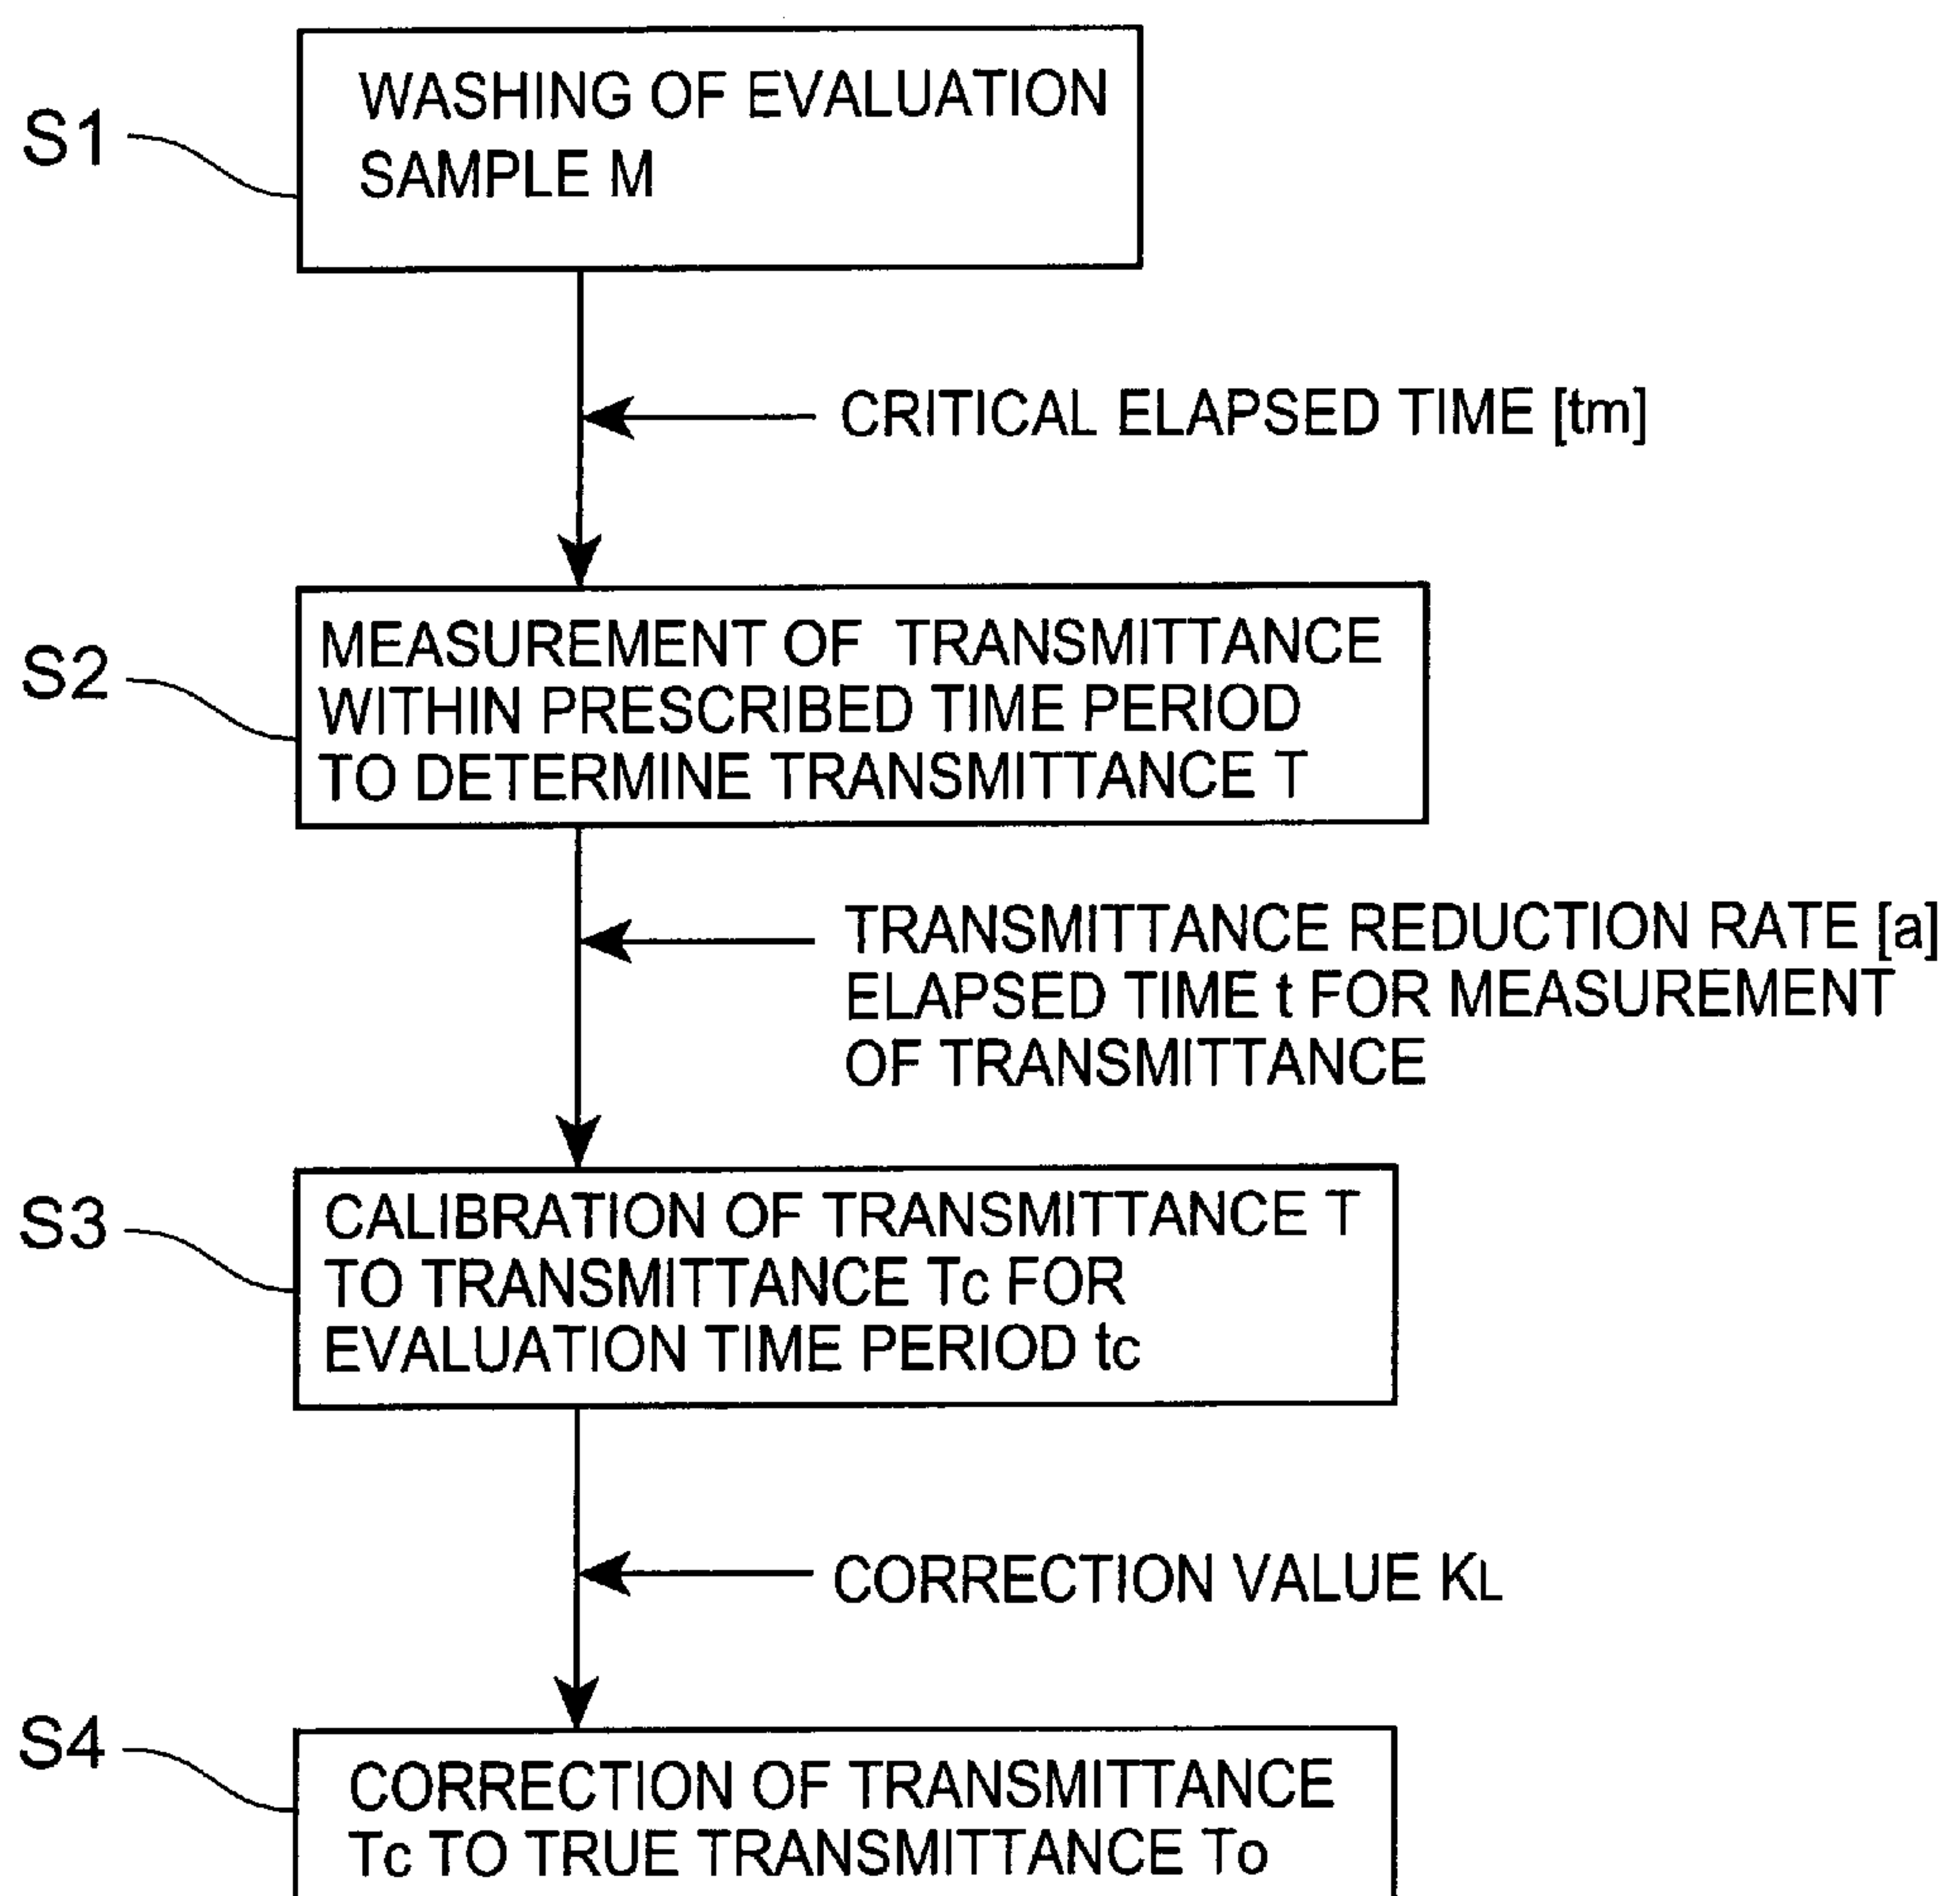 S1
WASHING OF EVALUATION
SAMPLE M
CRITICAL ELAPSED TIME [tm]
S2
MEASUREMENT OF TRANSMITTANCE
WITHIN PRESCRIBED TIME PERIOD
TO DETERMINE TRANSMITTANCE T
TRANSMITTANCE REDUCTION RATE [a]
ELAPSED TIME t FOR MEASUREMENT
OF TRANSMITTANCE
S3
CALIBRATION OF TRANSMITTANCE T
TO TRANSMITTANCE Tc FOR
EVALUATION TIME PERIOD tc
CORRECTION VALUE KL
S4
CORRECTION OF TRANSMITTANCE
Tc TO TRUE TRANSMITTANCE To